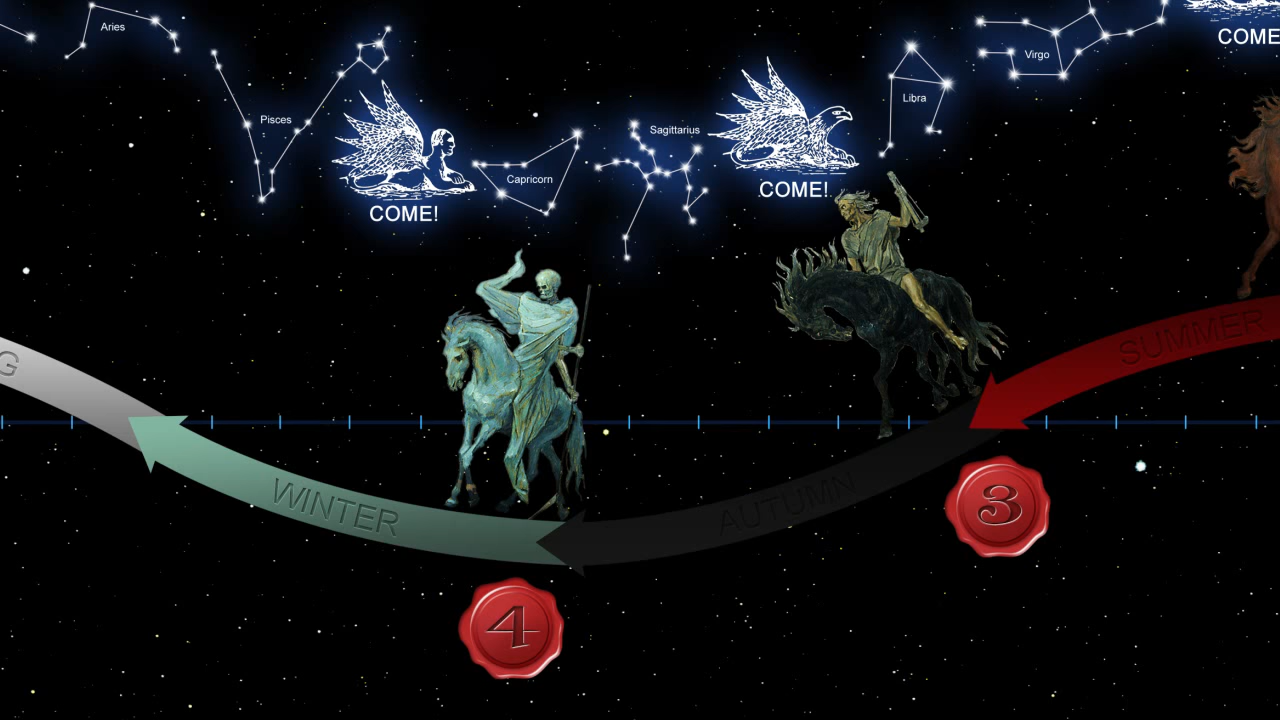 Aries
Virgo
COME
Pisces
Libra
Sagittarius
Capricorn
COME!
COME!
SUMMER
G
WINTER
AUTUMN
3
4